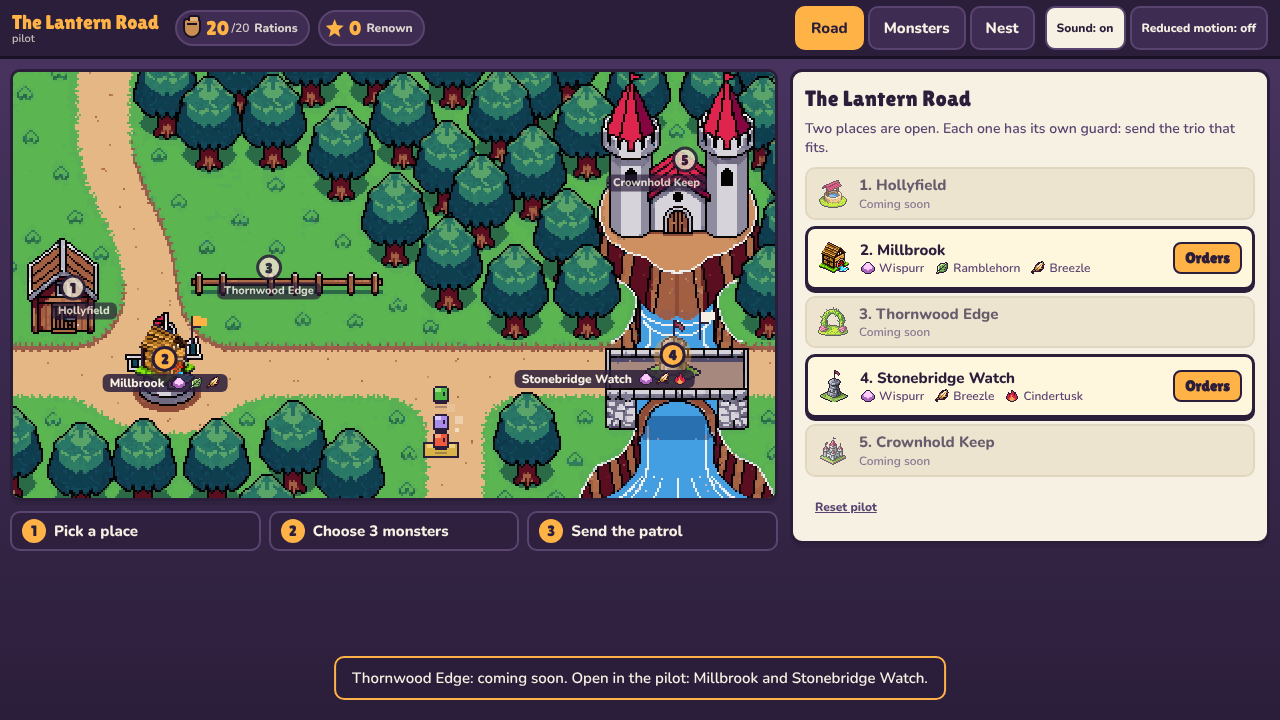 The Lantern Road
pilot
20/20 Rations
0 Renown
Road
Monsters
Nest
Sound: on
Reduced motion: off
5
Crownhold Keep
3
Thornwood Edge
1
Hollyfield
2
Millbrook
4
Stonebridge Watch
1 Pick a place
2 Choose 3 monsters
3 Send the patrol
The Lantern Road
Two places are open. Each one has its own guard: send the trio that
fits.
1. Hollyfield
Coming soon
2. Millbrook
Wispurr Ramblehorn Breezle
Orders
3. Thornwood Edge
Coming soon
4. Stonebridge Watch
Wispurr Breezle Cindertusk
Orders
5. Crownhold Keep
Coming soon
Reset pilot
Thornwood Edge: coming soon. Open in the pilot: Millbrook and Stonebridge Watch.